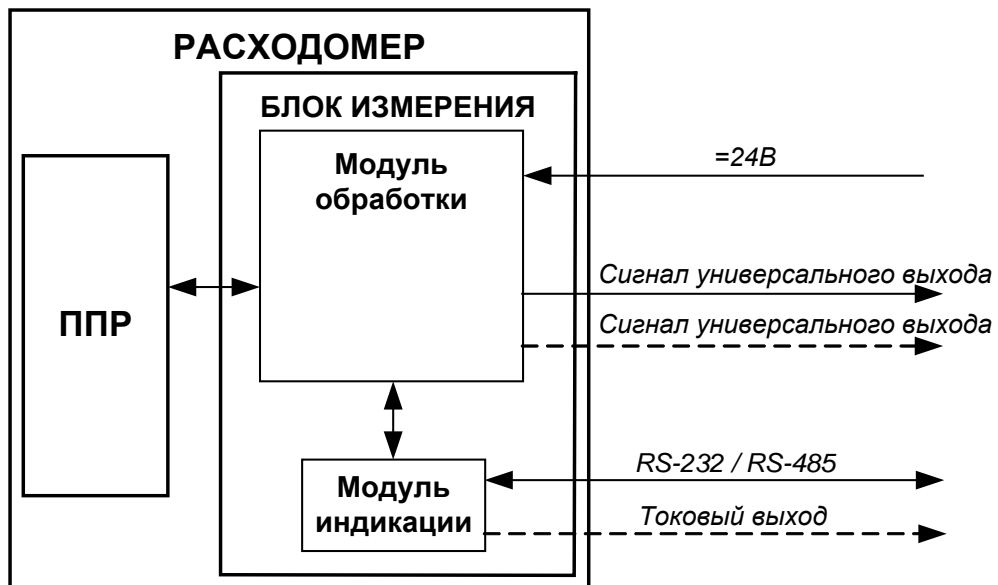 РАСХОДОМЕР
БЛОК ИЗМЕРЕНИЯ
Модуль
обработки
=24В
Сигнал универсального выхода
Сигнал универсального выхода
ППР
RS-232 / RS-485
Модуль
индикации
Токовый выход